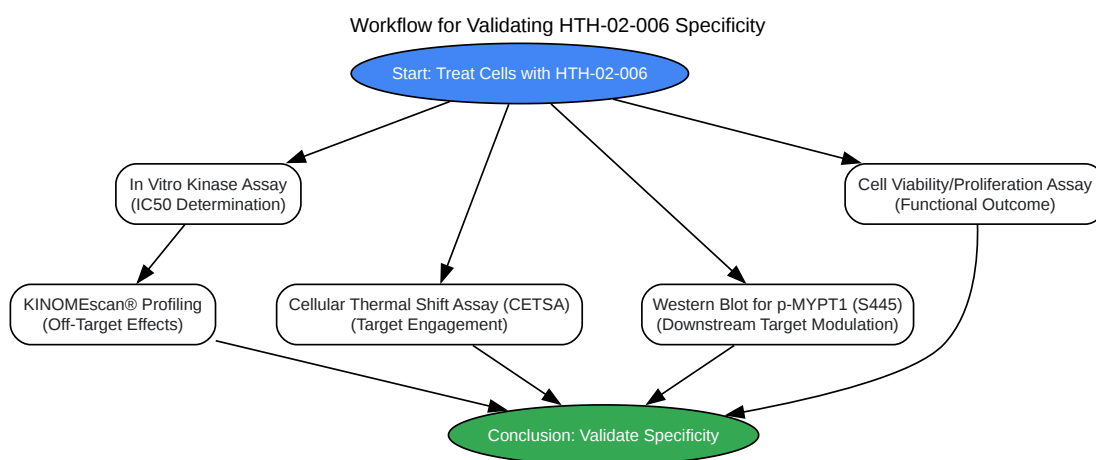 Workflow for Validating HTH-02-006 Specificity
Start: Treat Cells with HTH-02-006
In Vitro Kinase Assay
(IC50 Determination)
Cell Viability/Proliferation Assay
(Functional Outcome)
KINOMEscan® Profiling
(Off-Target Effects)
Cellular Thermal Shift Assay (CETSA)
(Target Engagement)
Western Blot for p-MYPT1 (S445)
(Downstream Target Modulation)
Conclusion: Validate Specificity